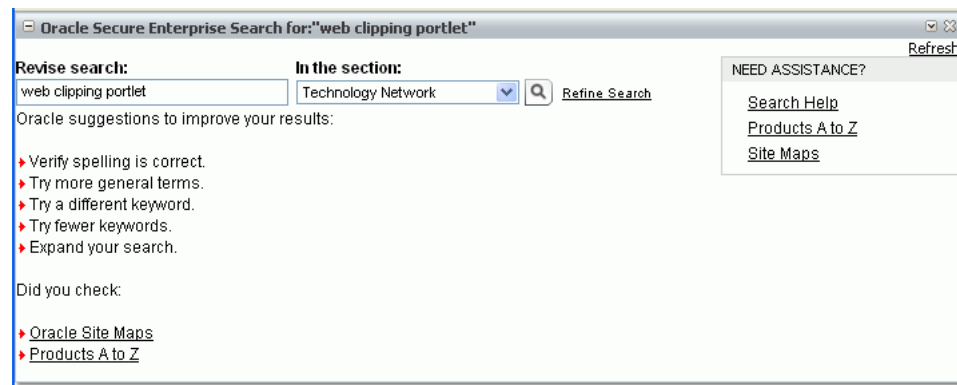 Oracle Secure Enterprise Search for:"web clipping portlet"
Refresh
Revise search:
In the section:
web clipping portlet
Technology Network
Refine Search
NEED ASSISTANCE?
Search Help
Products A to Z
Site Maps
Oracle suggestions to improve your results:
Verify spelling is correct.
Try more general terms.
Try a different keyword.
Try fewer keywords.
Expand your search.
Did you check:
Oracle Site Maps
Products A to Z